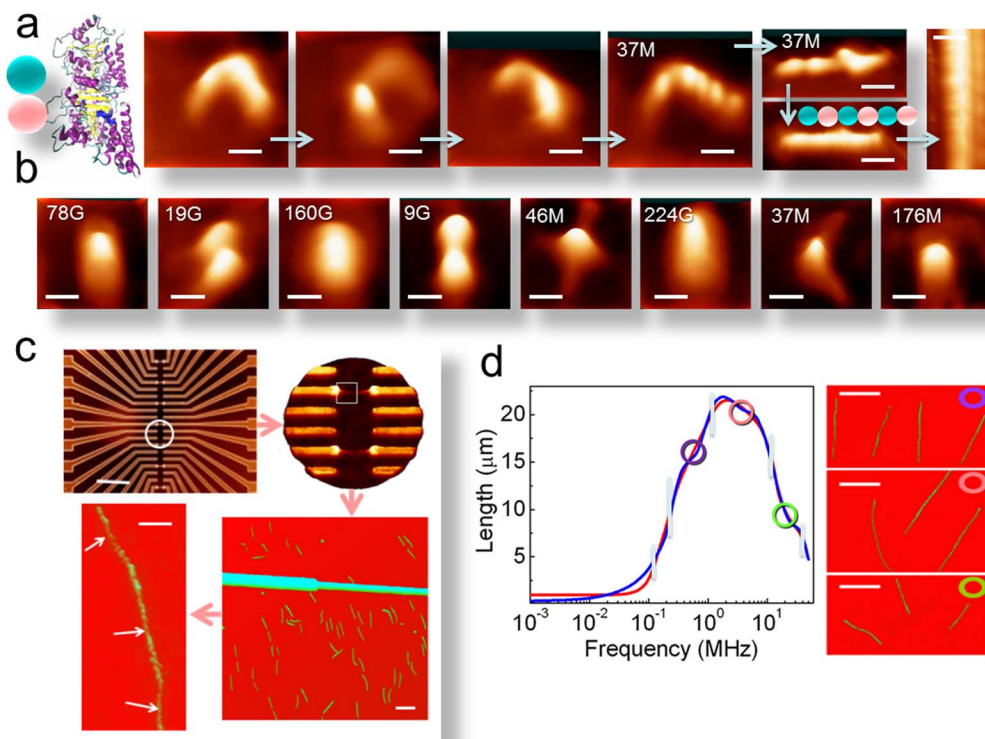 a
37M
37M
b
78G
19G
160G
9G
46M
224G
37M
176M
c
d
Length (μm)
20
15
10
5
10⁻³
10⁻²
10⁻¹
10⁰
10¹
Frequency (MHz)